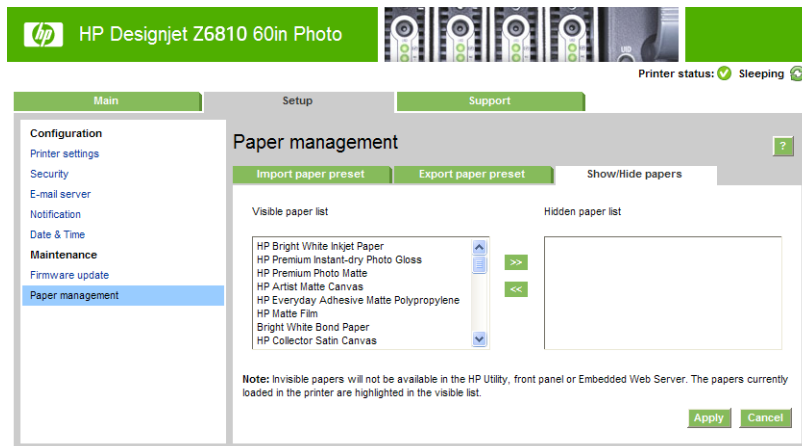 hp HP Designjet Z6810 60in Photo
UID
Printer status: Sleeping
Main Setup Support
Configuration
Printer settings
Security
E-mail server
Notification
Date & Time
Maintenance
Firmware update
Paper management
Paper management
?
Import paper preset Export paper preset Show/Hide papers
Visible paper list Hidden paper list
HP Bright White Inkjet Paper
HP Premium Instant-dry Photo Gloss
HP Premium Photo Matte
HP Artist Matte Canvas
HP Everyday Adhesive Matte Polypropylene
HP Matte Film
Bright White Bond Paper
HP Collector Satin Canvas
>>
<<
Note: Invisible papers will not be available in the HP Utility, front panel or Embedded Web Server. The papers currently
loaded in the printer are highlighted in the visible list.
Apply Cancel